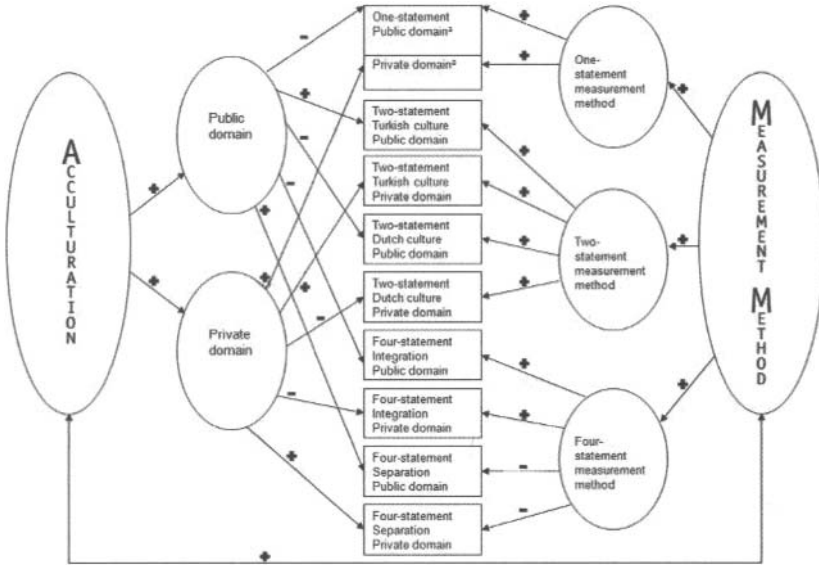 One-statement
Public domain²
Private domain²
Two-statement
Turkish culture
Public domain
Two-statement
Turkish culture
Private domain
Two-statement
Dutch culture
Public domain
Two-statement
Dutch culture
Private domain
Four-statement
Integration
Public domain
Four-statement
Integration
Private domain
Four-statement
Separation
Public domain
Four-statement
Separation
Private domain
ACCULTURATION
Public
domain
Private
domain
One-
statement
measurement
method
Two-
statement
measurement
method
Four-
statement
measurement
method
MEASUREMENT METHOD